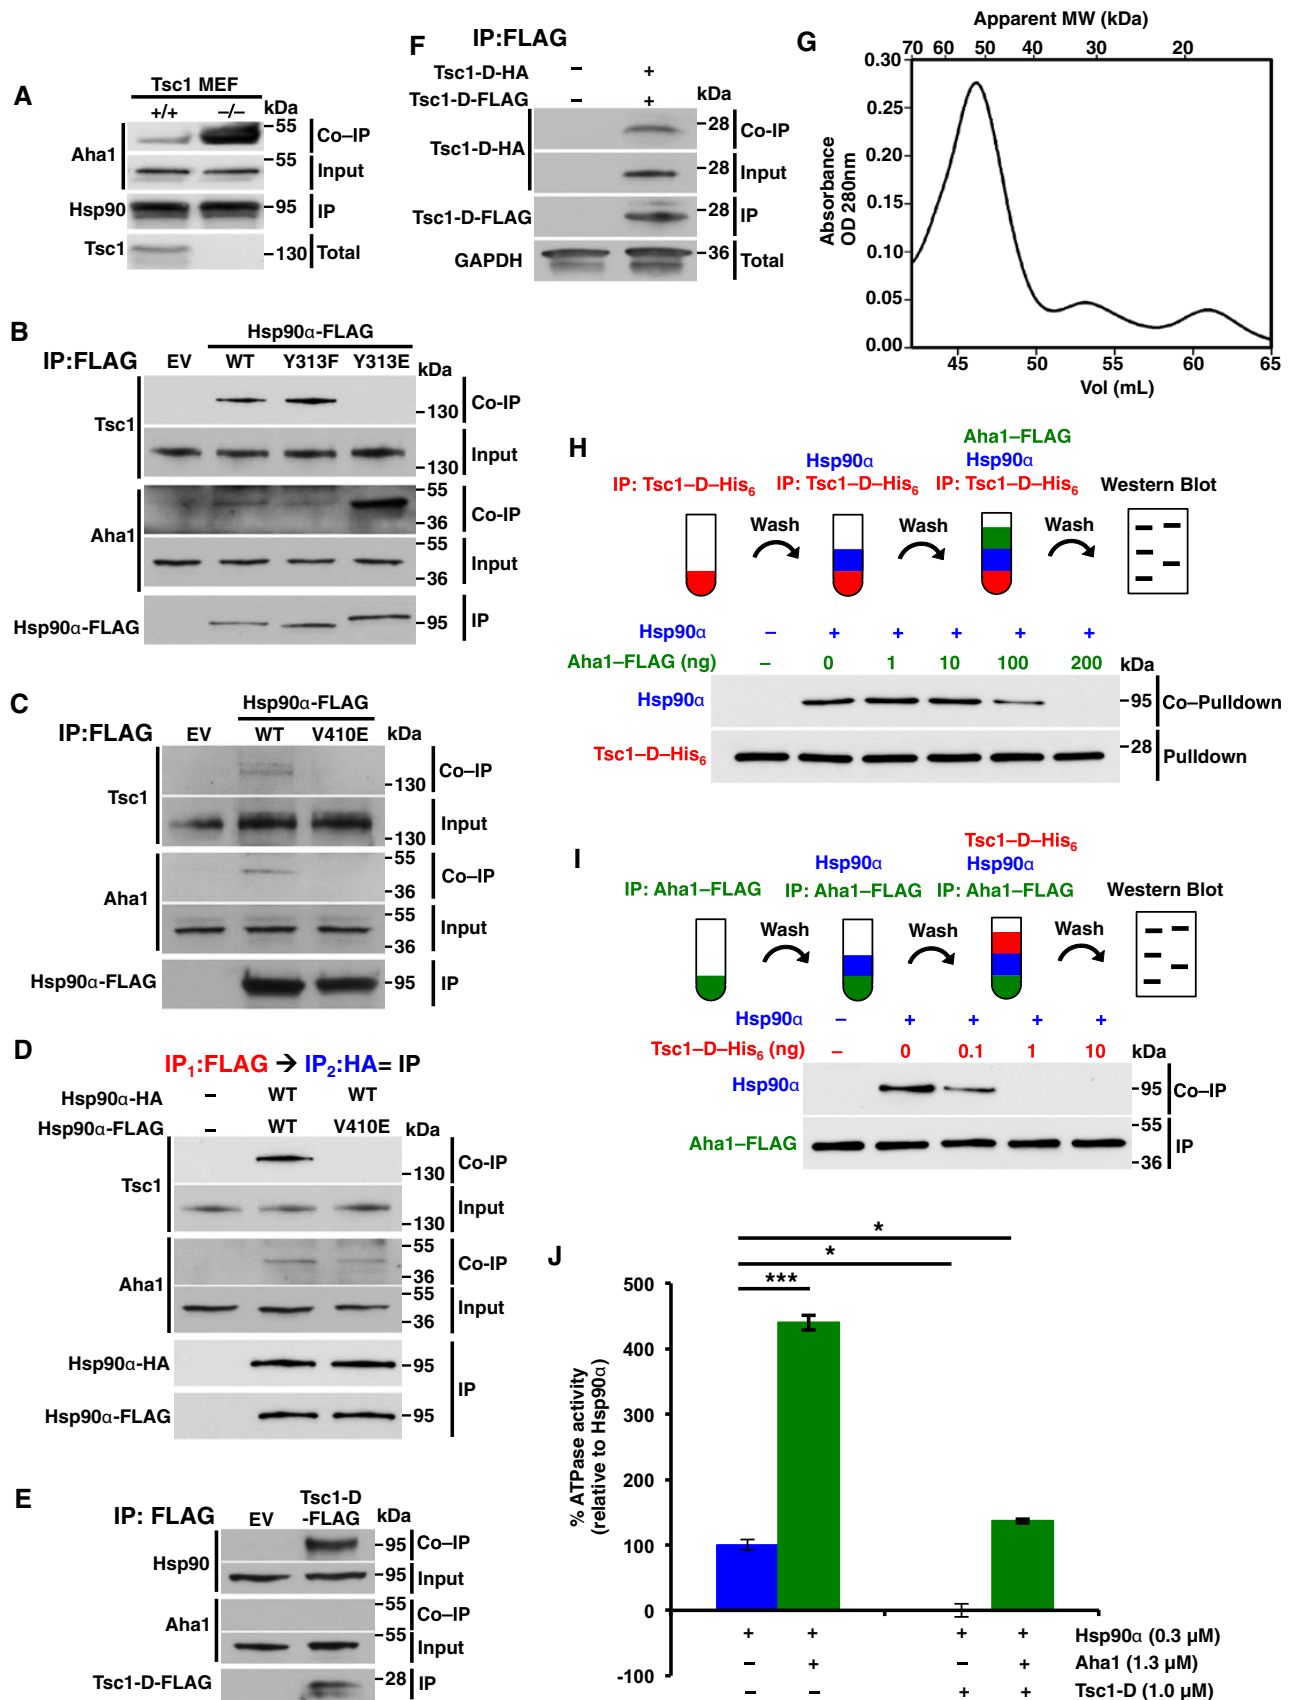 A
Tsc1 MEF
+/+ –/– kDa
Aha1
55
Co–IP
55
Input
Hsp90
95
IP
Tsc1
130
Total
B
Hsp90α-FLAG
IP:FLAG EV WT Y313F Y313E kDa
Tsc1
130
Co-IP
130
Input
Aha1
55
36
Co-IP
55
36
Input
Hsp90α-FLAG
95
IP
C
Hsp90α-FLAG
IP:FLAG EV WT V410E kDa
Tsc1
130
Co–IP
130
Input
Aha1
55
36
Co–IP
55
36
Input
Hsp90α-FLAG
95
IP
D
IP1:FLAG → IP2:HA= IP
Hsp90α-HA – WT WT
Hsp90α-FLAG – WT V410E kDa
Tsc1
130
Co-IP
130
Input
Aha1
55
36
Co-IP
55
36
Input
Hsp90α-HA
95
Hsp90α-FLAG
95
IP
E
IP: FLAG EV Tsc1-D
-FLAG kDa
Hsp90
95
Co–IP
95
Input
Aha1
55
Co–IP
55
Input
Tsc1-D-FLAG
28
IP
F
IP:FLAG
Tsc1-D-HA – +
Tsc1-D-FLAG – + kDa
Tsc1-D-HA
28
Co-IP
28
Input
Tsc1-D-FLAG
28
IP
GAPDH
36
Total
G
Apparent MW (kDa)
70 60 50 40 30 20
0.30
0.25
0.20
0.15
0.10
0.05
0.00
Absorbance
OD 280nm
45 50 55 60 65
Vol (mL)
H
Aha1–FLAG
Hsp90α Hsp90α
IP: Tsc1–D–His6 IP: Tsc1–D–His6 IP: Tsc1–D–His6 Western Blot
Wash Wash Wash
Hsp90α – + + + + +
Aha1–FLAG (ng) – 0 1 10 100 200 kDa
Hsp90α
95
Co–Pulldown
Tsc1–D–His6
28
Pulldown
I
Tsc1–D–His6
Hsp90α Hsp90α
IP: Aha1–FLAG IP: Aha1–FLAG IP: Aha1–FLAG Western Blot
Wash Wash Wash
Hsp90α – + + + +
Tsc1–D–His6 (ng) – 0 0.1 1 10 kDa
Hsp90α
95
Co–IP
Aha1–FLAG
55
36
IP
J
*
*
***
500
400
300
200
100
0
-100
% ATPase activity
(relative to Hsp90α)
+ + + + Hsp90α (0.3 µM)
– + – + Aha1 (1.3 µM)
– – + + Tsc1-D (1.0 µM)